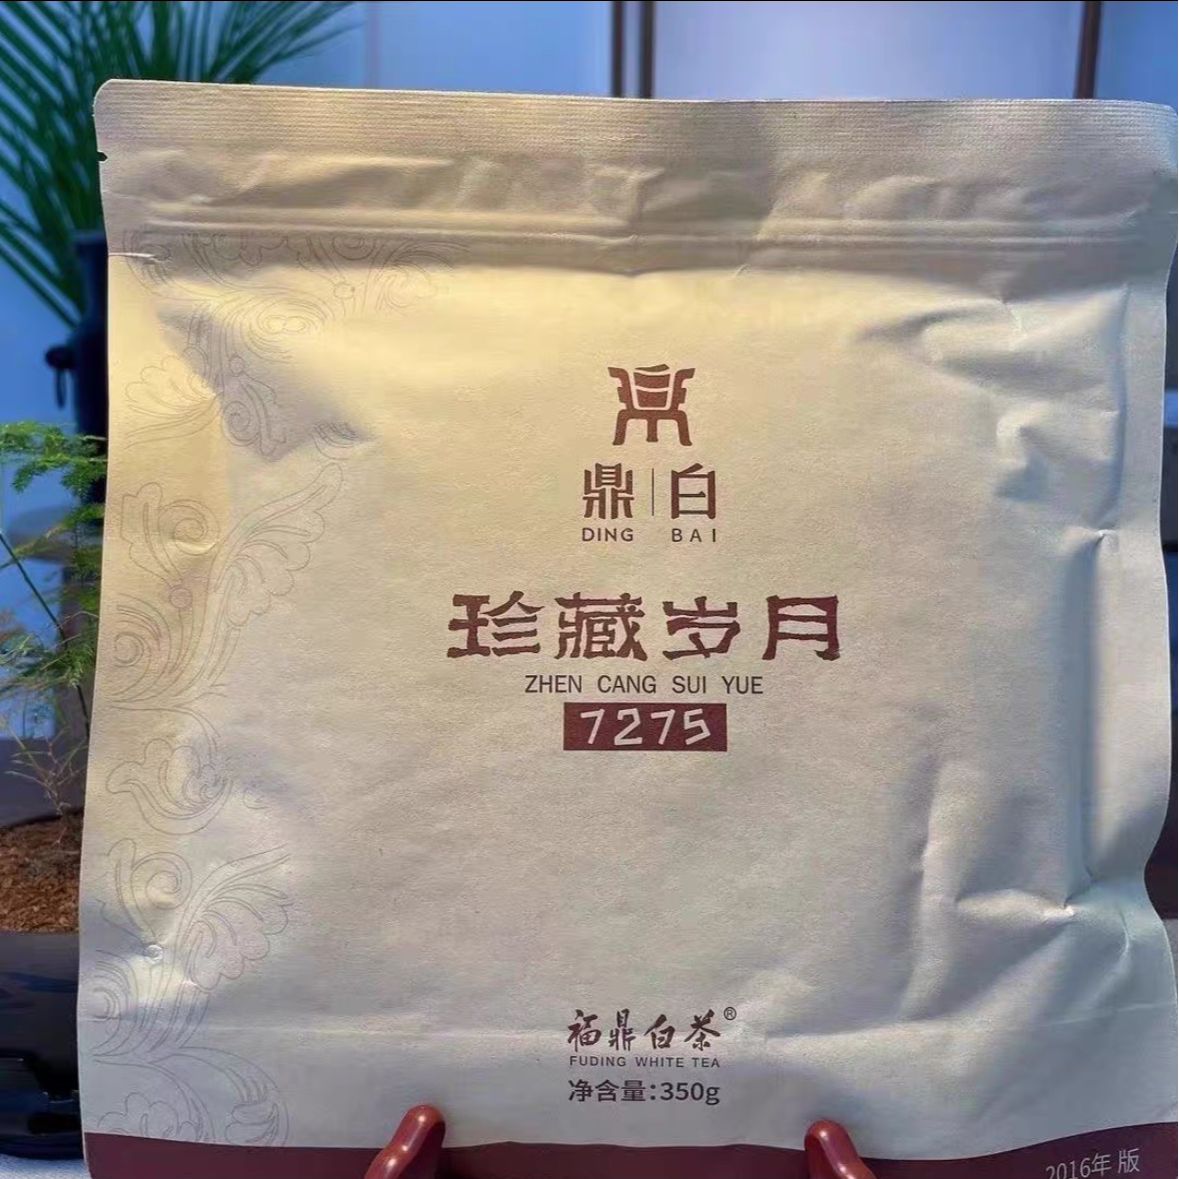 鼎白
DING BAI
珍藏岁月
ZHEN CANG SUI YUE
7275
福鼎白茶®
FUDING WHITE TEA
净含量:350g
2016年 版